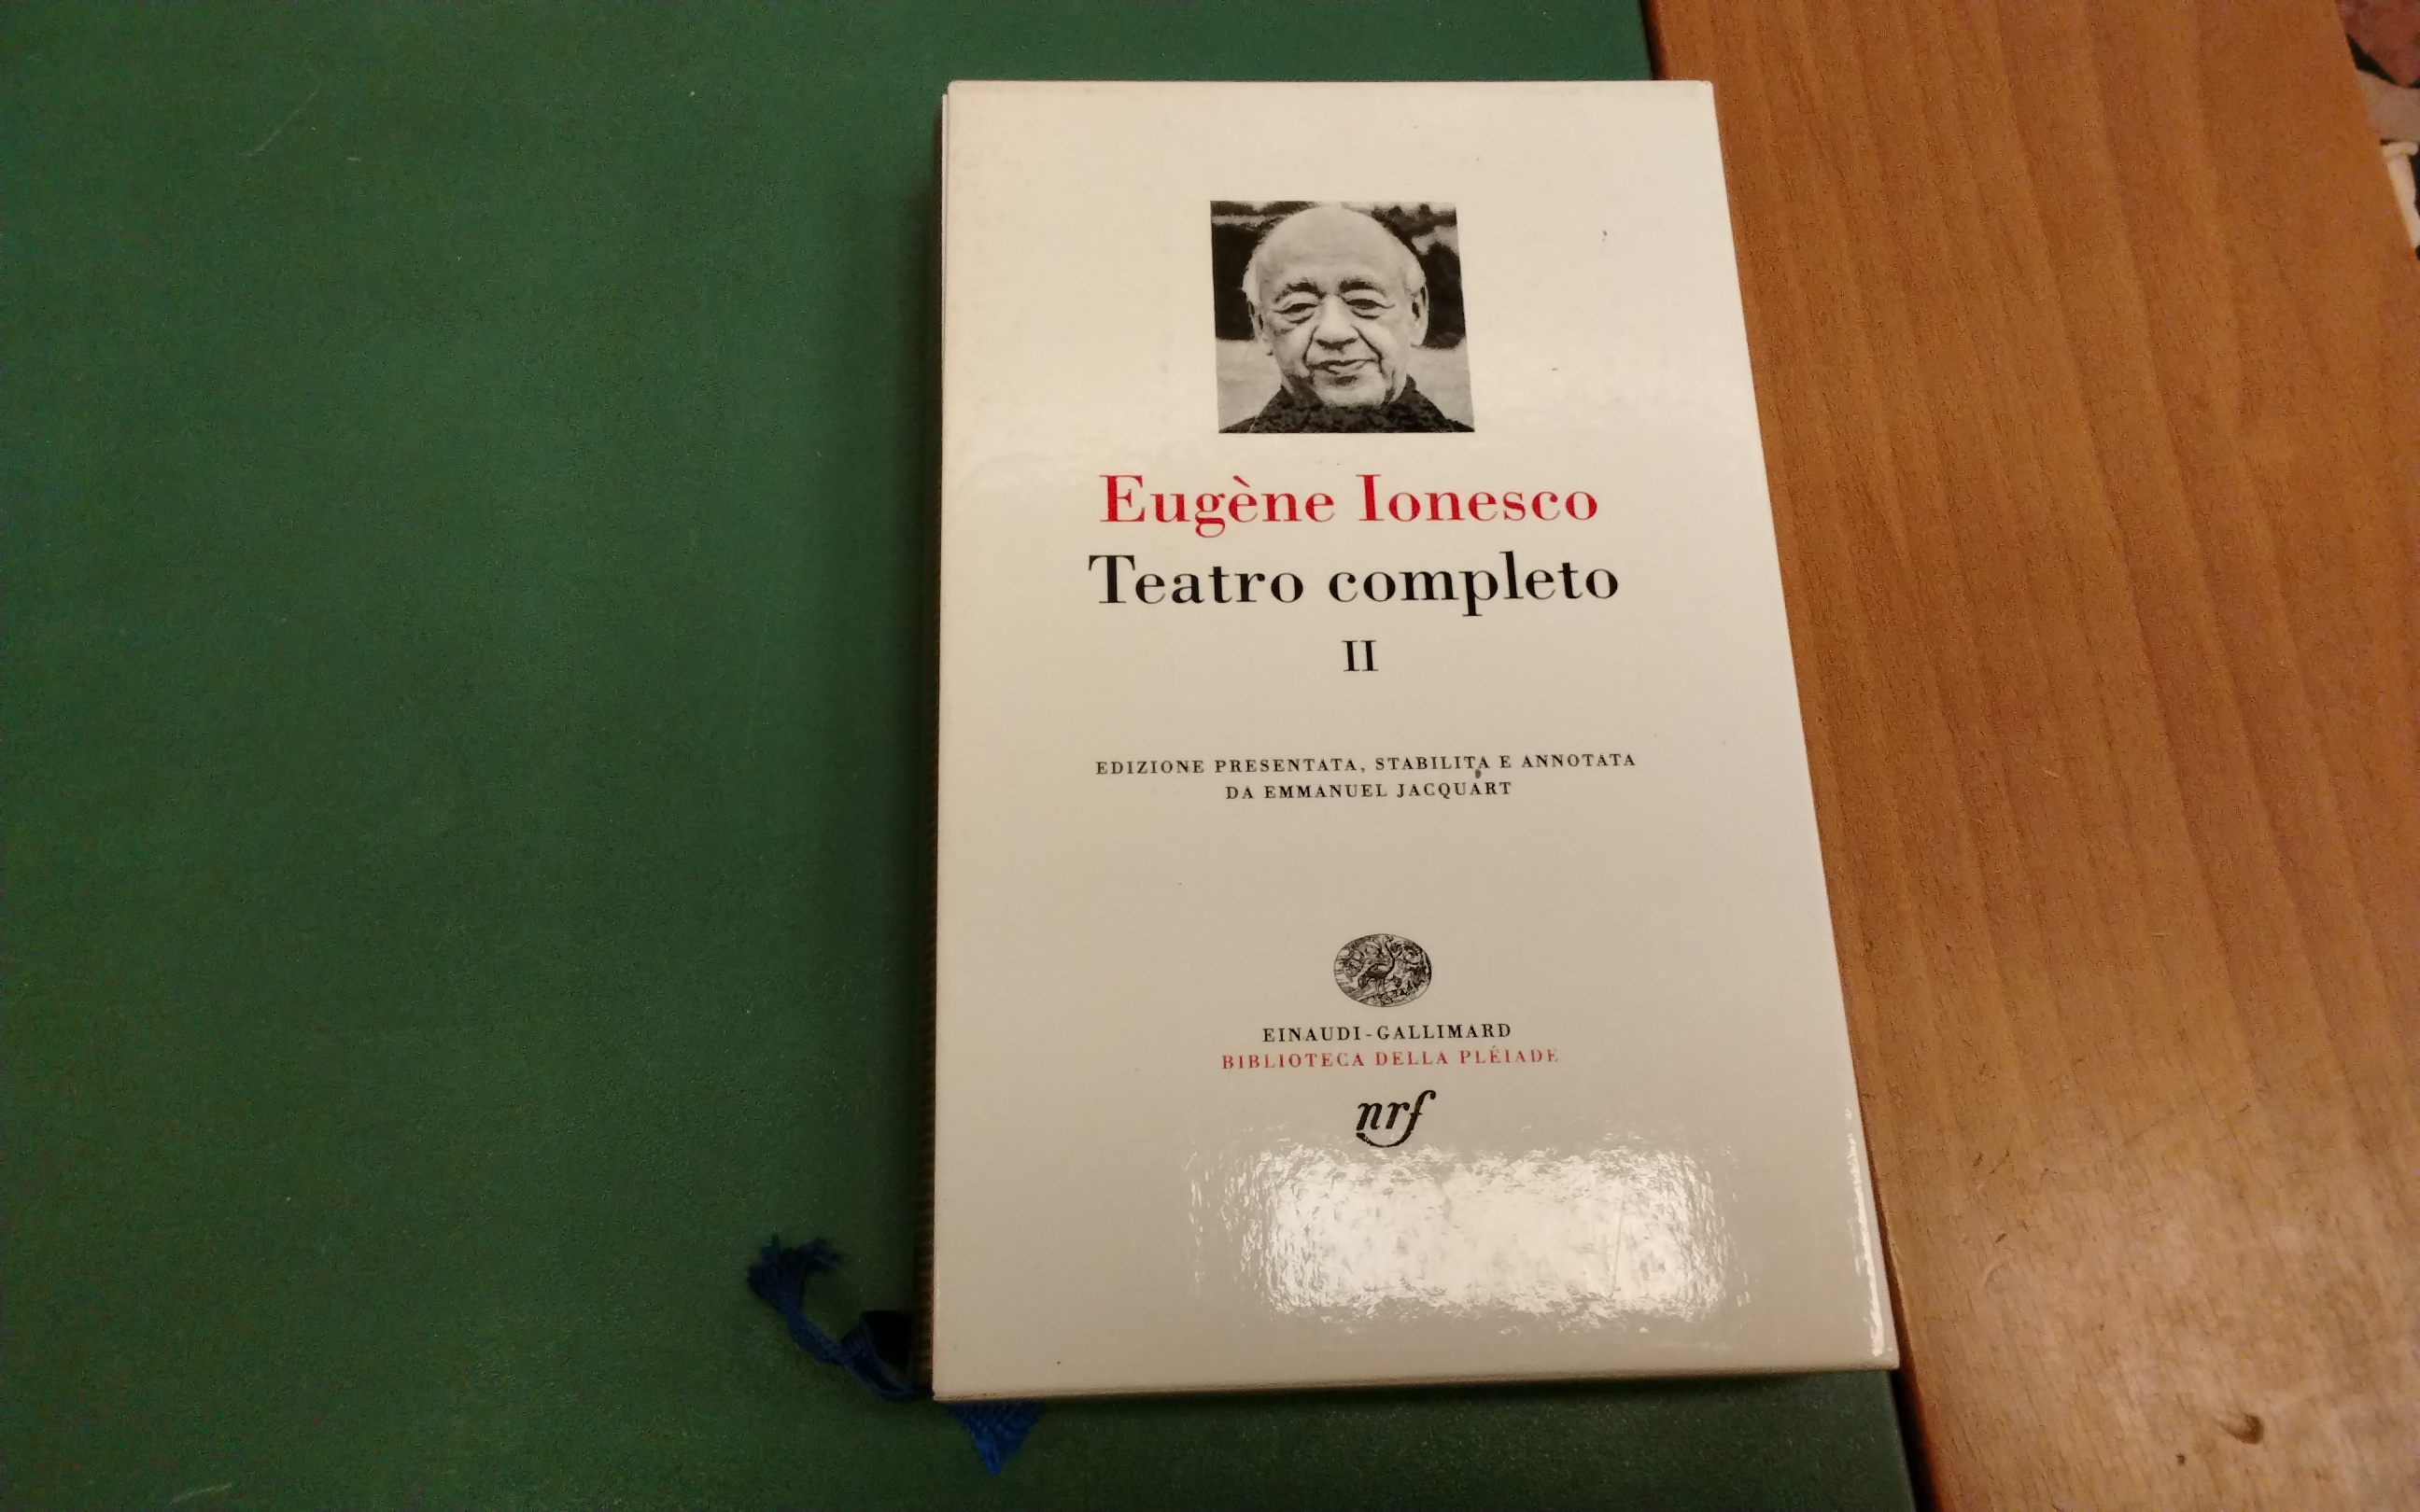 Eugène Ionesco
Teatro completo
II
EDIZIONE PRESENTATA, STABILITA E ANNOTATA
DA EMMANUEL JACQUART
EINAUDI-GALLIMARD
BIBLIOTECA DELLA PLÉIADE
nrf